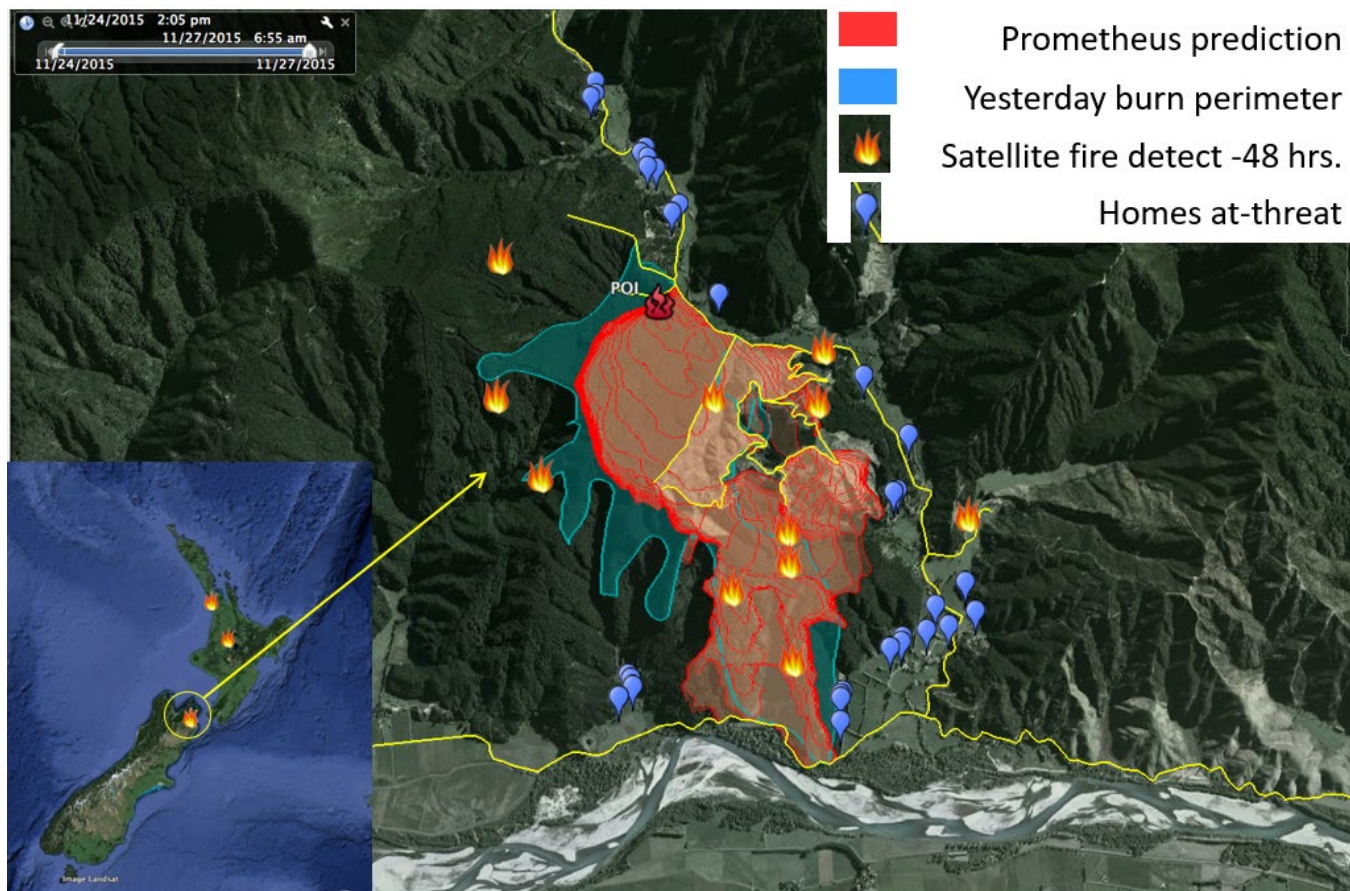 11/24/2015 2:05 pm
11/27/2015 6:55 am
11/24/2015
11/27/2015
Prometheus prediction
Yesterday burn perimeter
Satellite fire detect -48 hrs.
Homes at-threat
POI
Image Landsat